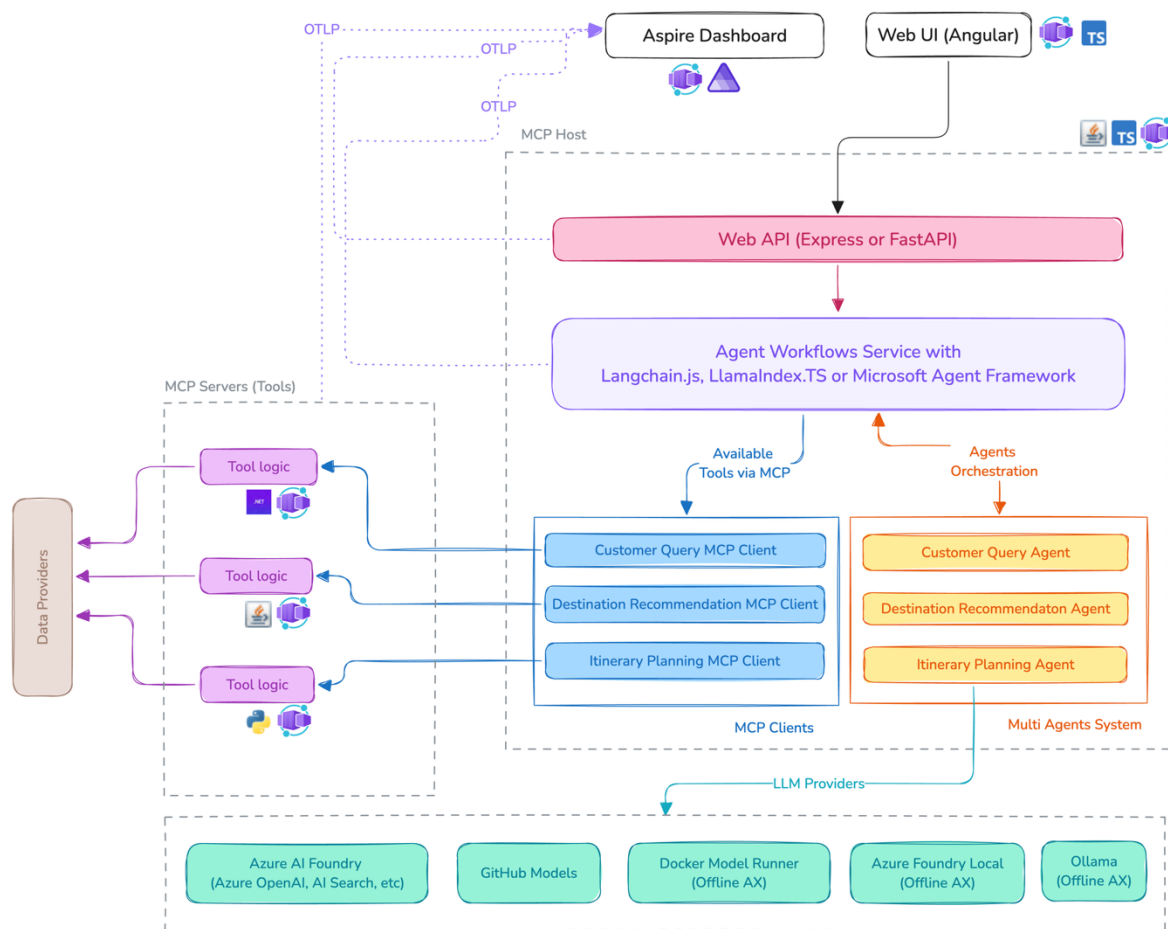 OTLP
Aspire Dashboard
Web UI (Angular)
TS
OTLP
OTLP
MCP Host
TS
Web API (Express or FastAPI)
Agent Workflows Service with
Langchain.js, LlamaIndex.TS or Microsoft Agent Framework
MCP Servers (Tools)
Available
Tools via MCP
Agents
Orchestration
Tool logic
.NET
Customer Query MCP Client
Customer Query Agent
Data Providers
Tool logic
Destination Recommendation MCP Client
Destination Recommendaton Agent
Tool logic
Itinerary Planning MCP Client
Itinerary Planning Agent
MCP Clients
Multi Agents System
LLM Providers
Azure AI Foundry
(Azure OpenAI, AI Search, etc)
GitHub Models
Docker Model Runner
(Offline AX)
Azure Foundry Local
(Offline AX)
Ollama
(Offline AX)